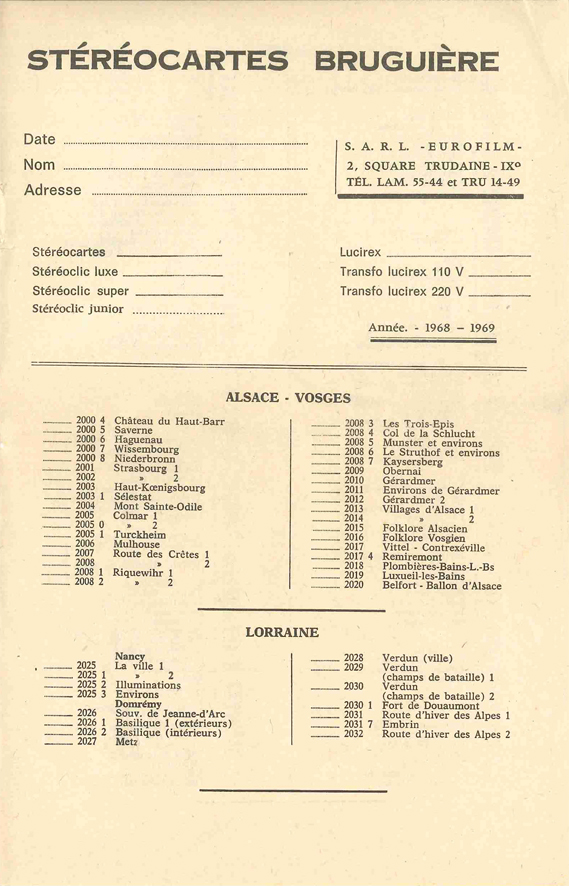 STÉRÉOCARTES BRUGUIÈRE
Date
Nom
Adresse
S. A. R. L. -EUROFILM-
2, SQUARE TRUDAINE - IXº
TÉL. LAM. 55-44 et TRU 14-49
Stéréocartes
Stéréoclic luxe
Stéréoclic super
Stéréoclic junior
Lucirex
Transfo lucirex 110 V
Transfo lucirex 220 V
Année. - 1968 – 1969
ALSACE - VOSGES
2000 4 Château du Haut-Barr
2000 5 Saverne
2000 6 Haguenau
2000 7 Wissembourg
2000 8 Niederbronn
2001 Strasbourg 1
2002 » 2
2003 Haut-Kœnigsbourg
2003 1 Sélestat
2004 Mont Sainte-Odile
2005 Colmar 1
2005 0 » 2
2005 1 Turckheim
2006 Mulhouse
2007 Route des Crêtes 1
2008 » 2
2008 1 Riquewihr 1
2008 2 » 2
2008 3 Les Trois-Epis
2008 4 Col de la Schlucht
2008 5 Munster et environs
2008 6 Le Struthof et environs
2008 7 Kaysersberg
2009 Obernai
2010 Gérardmer
2011 Environs de Gérardmer
2012 Gérardmer 2
2013 Villages d'Alsace 1
2014 » 2
2015 Folklore Alsacien
2016 Folklore Vosgien
2017 Vittel - Contrexéville
2017 4 Remiremont
2018 Plombières-Bains-L.-Bs
2019 Luxueil-les-Bains
2020 Belfort - Ballon d'Alsace
LORRAINE
Nancy
2025 La ville 1
2025 1 » 2
2025 2 Illuminations
2025 3 Environs
Domrémy
2026 Souv. de Jeanne-d'Arc
2026 1 Basilique 1 (extérieurs)
2026 2 Basilique (intérieurs)
2027 Metz
2028 Verdun (ville)
2029 Verdun
(champs de bataille) 1
2030 Verdun
(champs de bataille) 2
2030 1 Fort de Douaumont
2031 Route d'hiver des Alpes 1
2031 7 Embrin
2032 Route d'hiver des Alpes 2